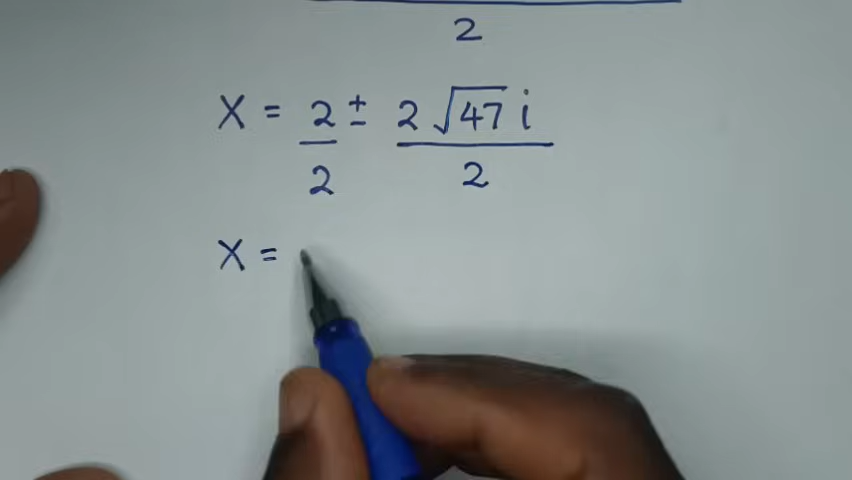 2
X = 2/2 ± 2√47 i/2
X =